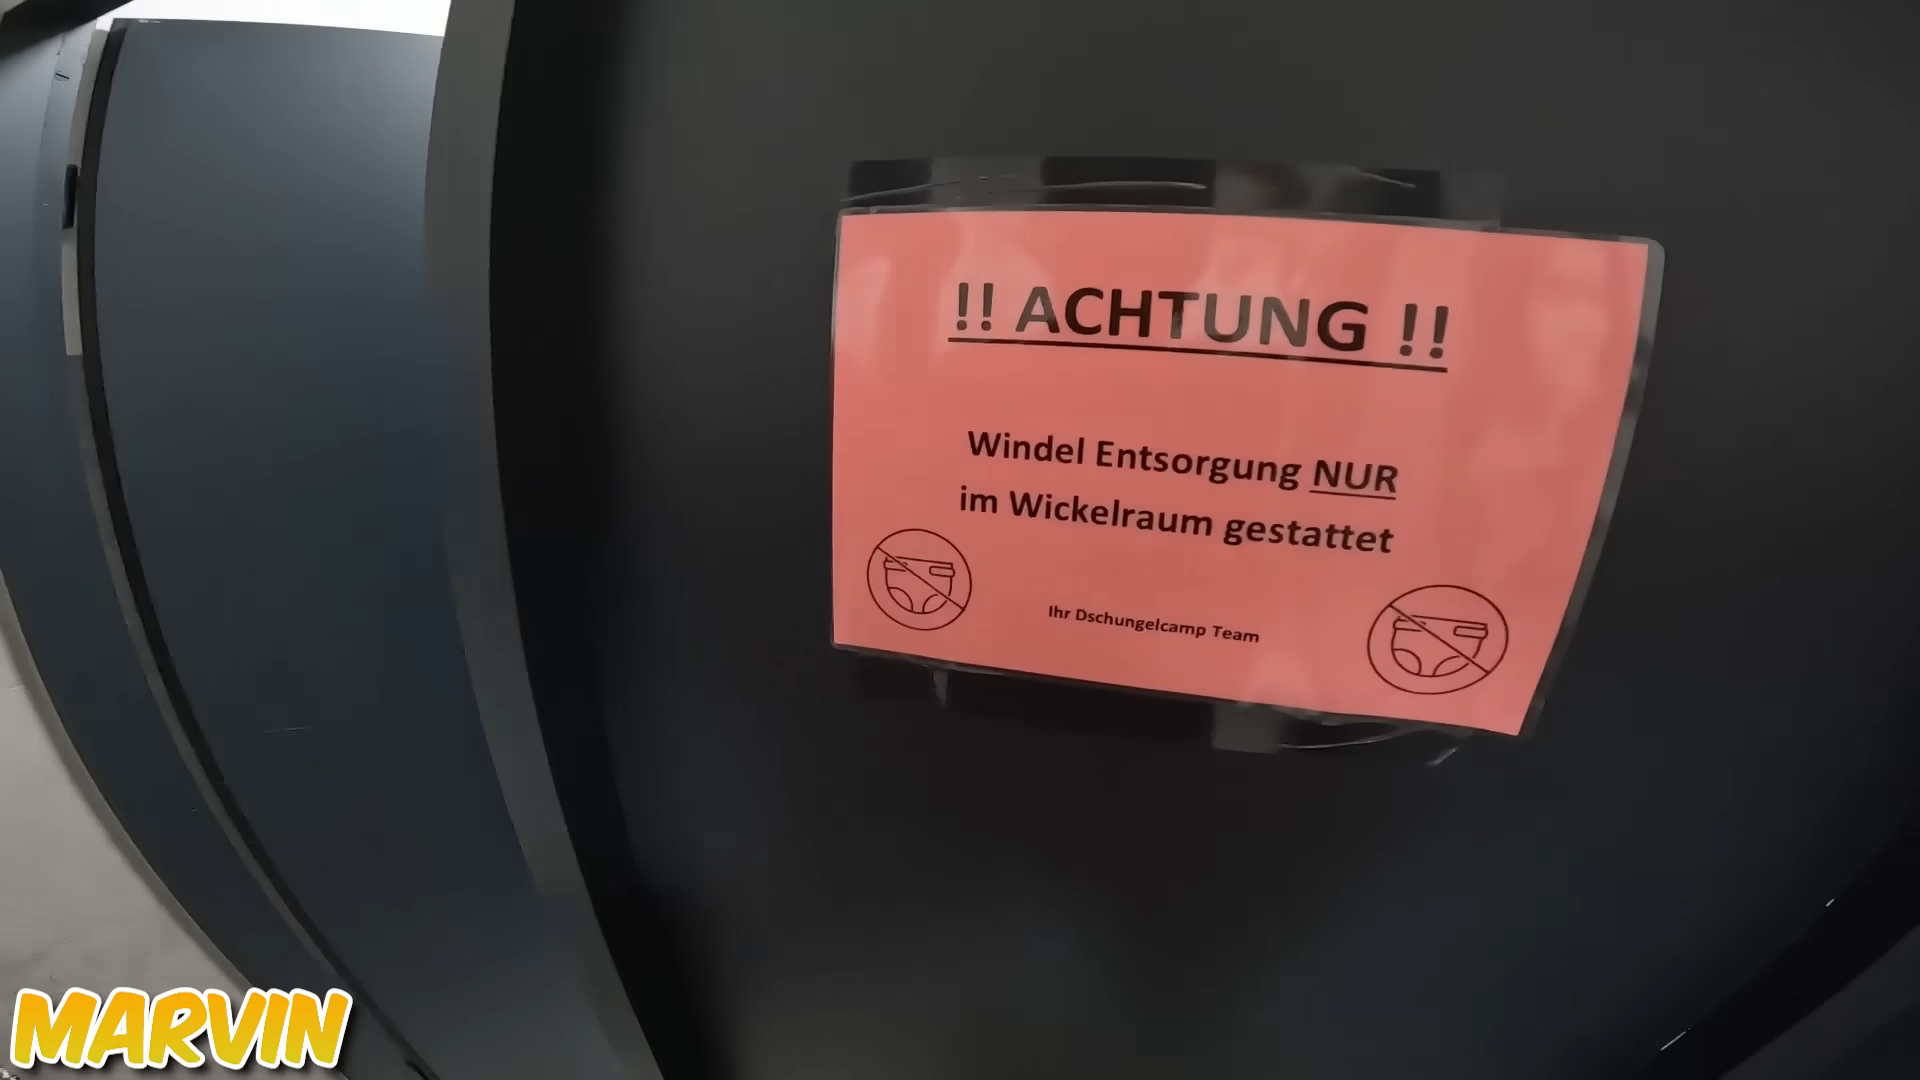 !! ACHTUNG !!
Windel Entsorgung NUR
im Wickelraum gestattet
Ihr Dschungelcamp Team
MARVIN